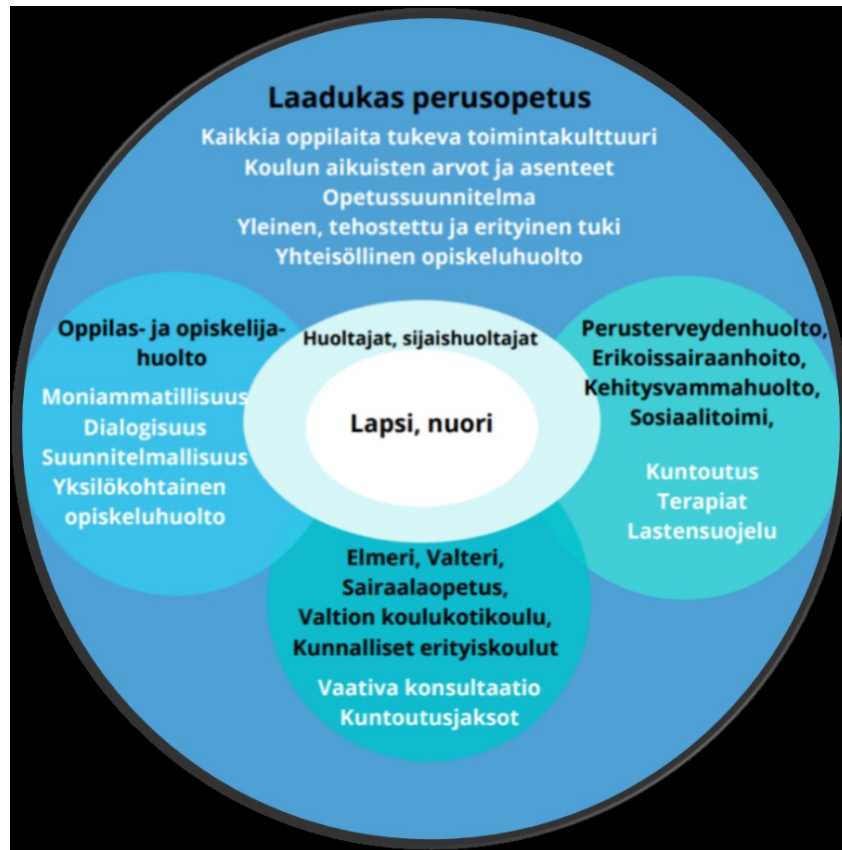 Laadukas perusopetus
Kaikkia oppilaita tukeva toimintakulttuuri
Koulun aikuisten arvot ja asenteet
Opetussuunnitelma
Yleinen, tehostettu ja erityinen tuki
Yhteisöllinen opiskeluhuolto
Oppilas- ja opiskelija-
huolto
Moniammatillisuus
Dialogisuus
Suunnitelmallisuus
Yksilökohtainen
opiskeluhuolto
Huoltajat, sijaishuoltajat
Lapsi, nuori
Perusterveydenhuolto,
Erikoissairaanhoito,
Kehitysvammahuolto,
Sosiaalitoimi,
Kuntoutus
Terapiat
Lastensuojelu
Elmeri, Valteri,
Sairaalaopetus,
Valtion koulukotikoulu,
Kunnalliset erityiskoulut
Vaativa konsultaatio
Kuntoutusjaksot